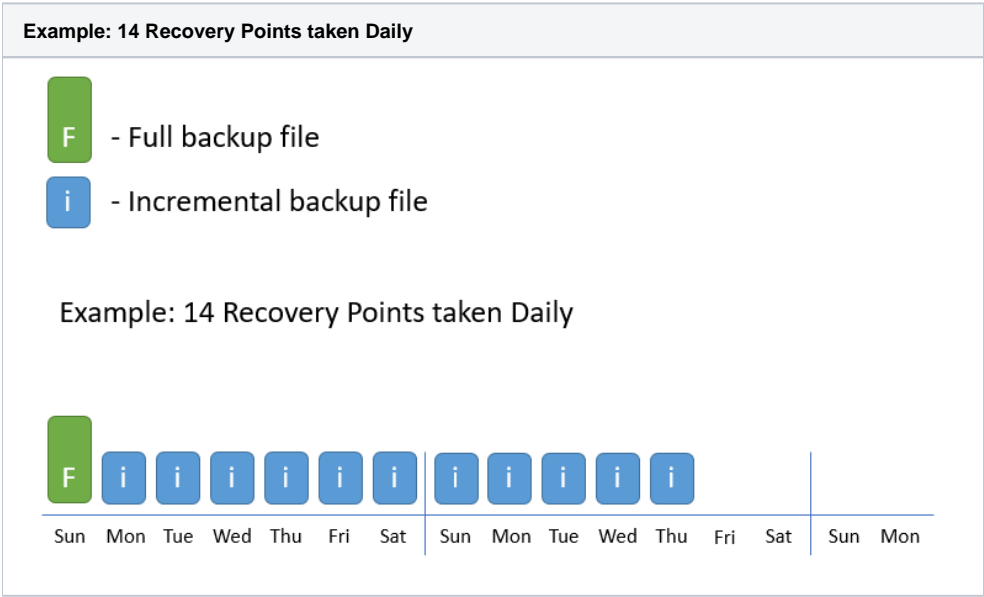 Example: 14 Recovery Points taken Daily
F - Full backup file
i - Incremental backup file
Example: 14 Recovery Points taken Daily
F i i i i i i i i i i i
Sun Mon Tue Wed Thu Fri Sat Sun Mon Tue Wed Thu Fri Sat Sun Mon